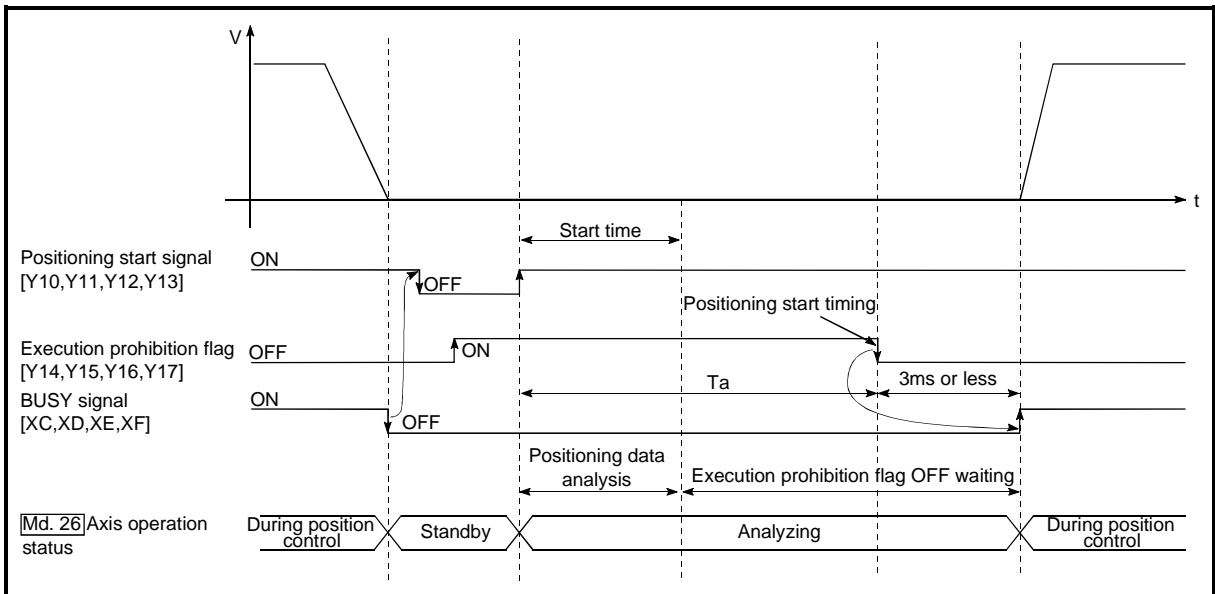 V
t
Start time
Positioning start signal
[Y10,Y11,Y12,Y13]
ON
OFF
Positioning start timing
Execution prohibition flag
[Y14,Y15,Y16,Y17]
OFF
ON
Ta
3ms or less
BUSY signal
[XC,XD,XE,XF]
ON
OFF
Positioning data
analysis
Execution prohibition flag OFF waiting
Md. 26 Axis operation
status
During position
control
Standby
Analyzing
During position
control